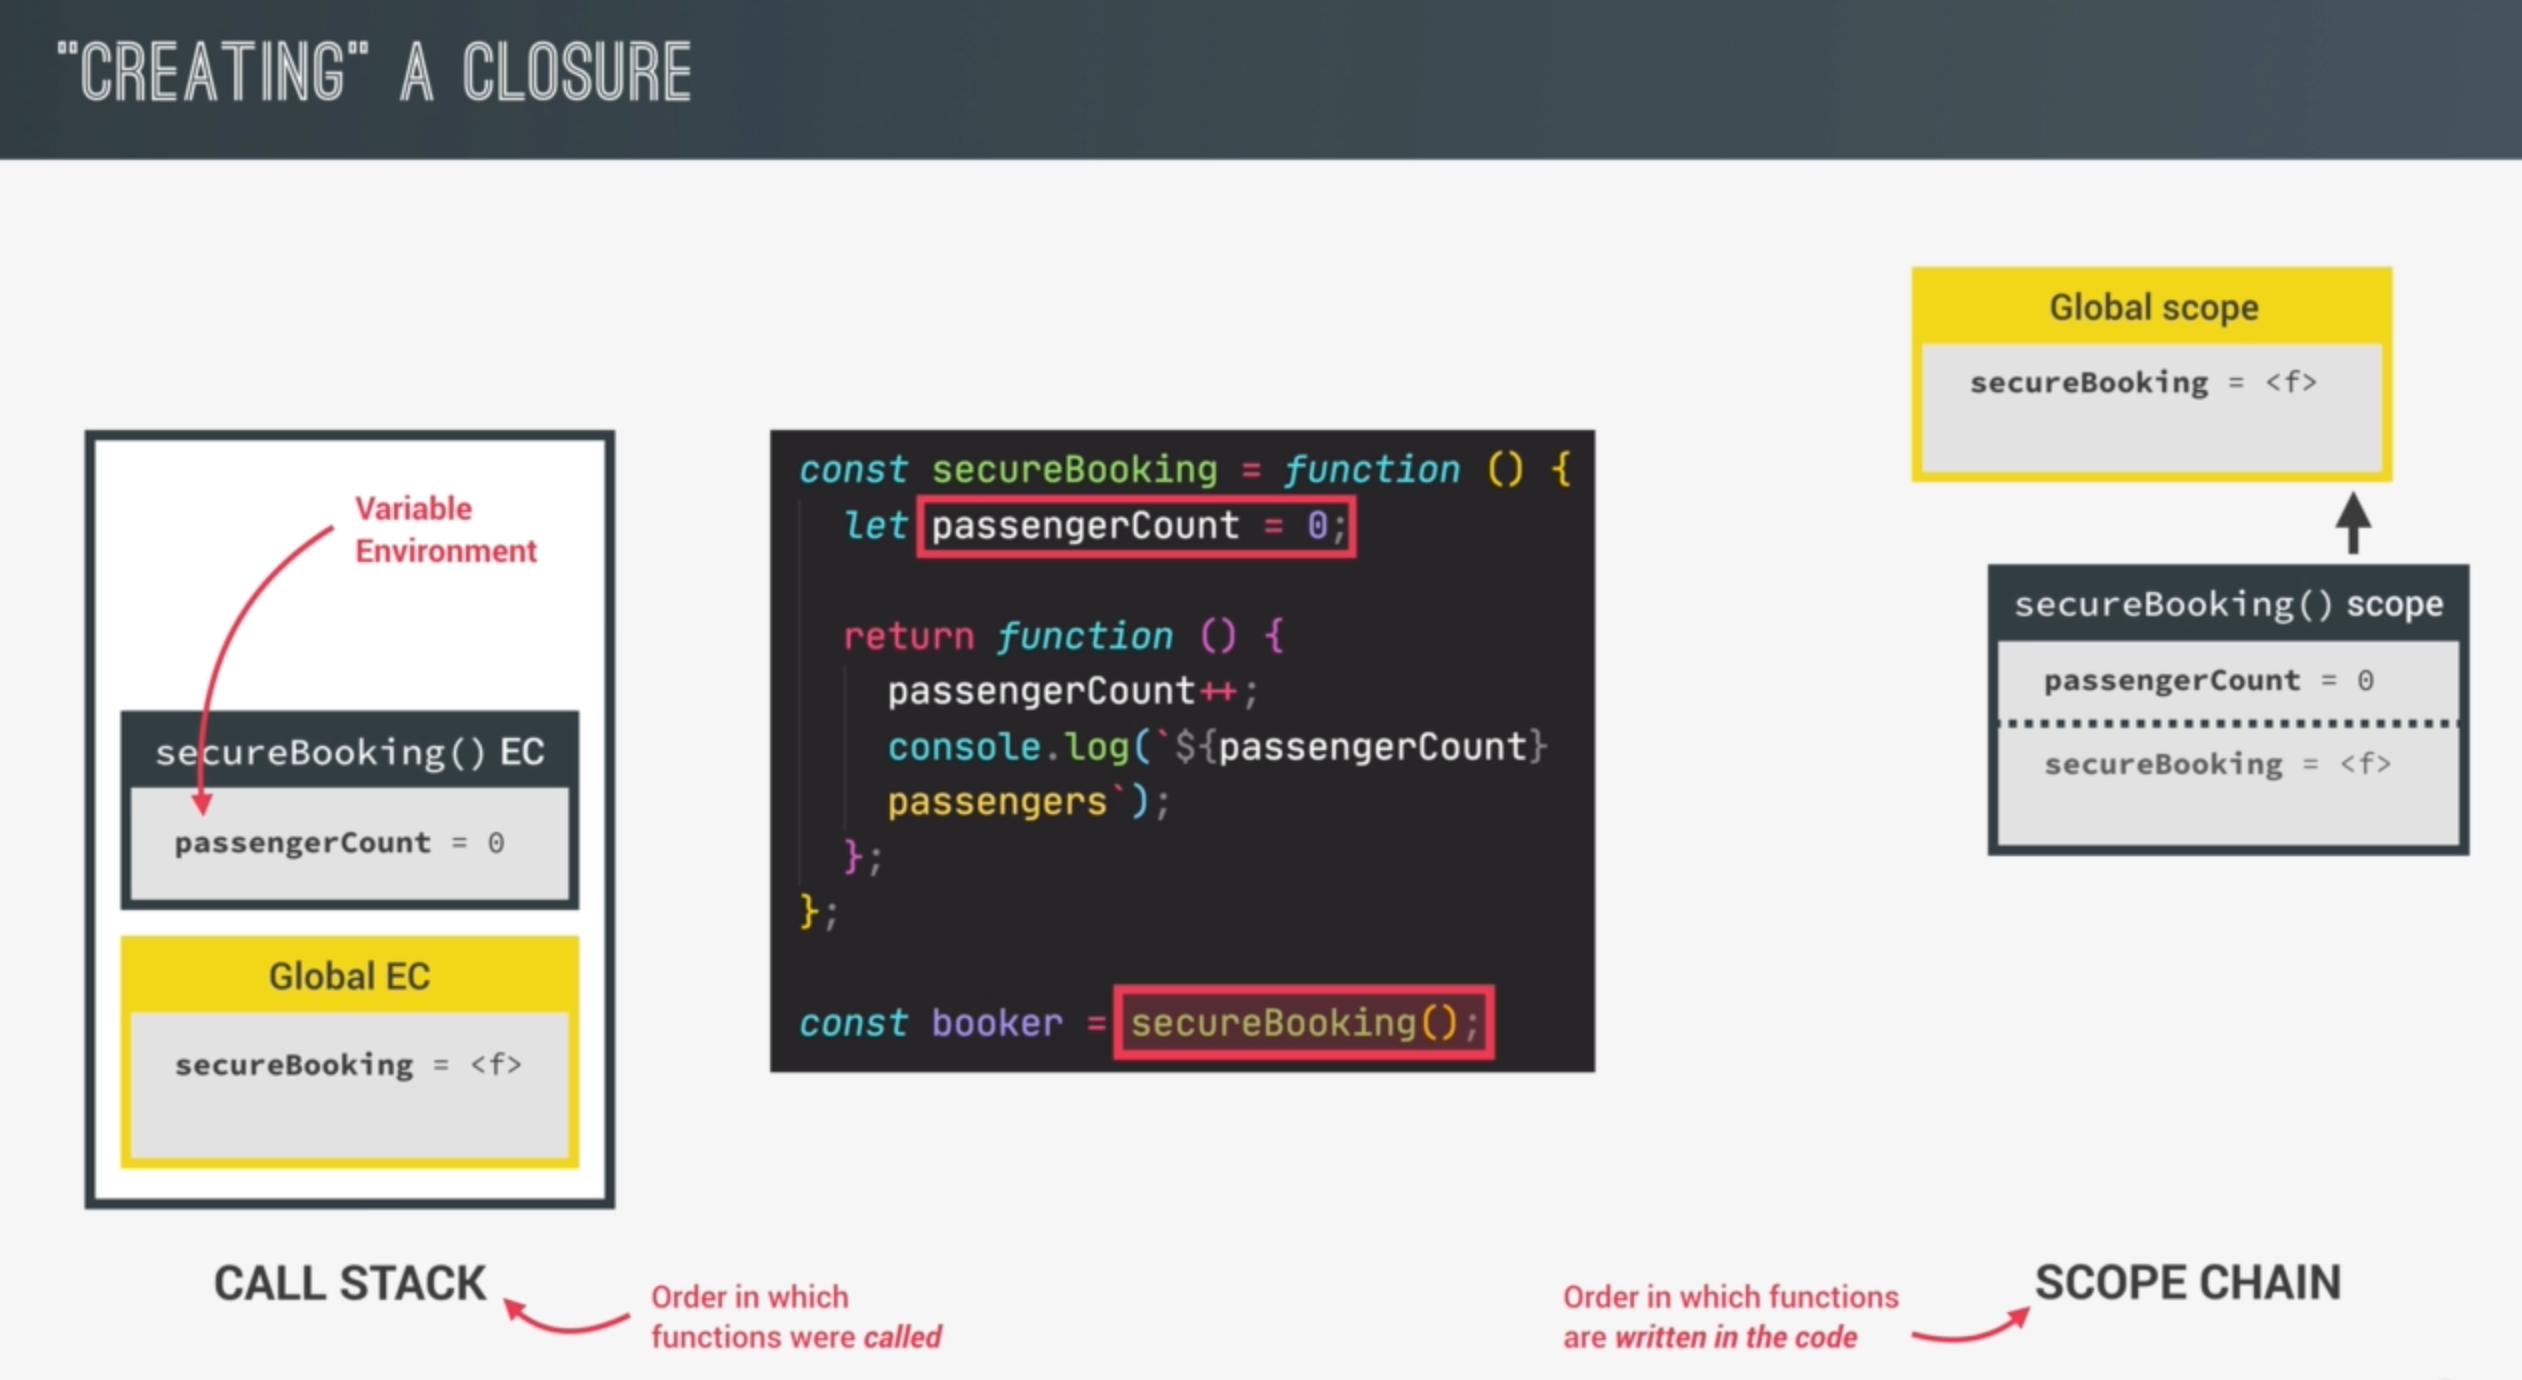 "CREATING" A CLOSURE
Variable
Environment
secureBooking() EC
passengerCount = 0
Global EC
secureBooking = <f>
CALL STACK
Order in which
functions were called
const secureBooking = function () {
let passengerCount = 0;
return function () {
passengerCount++;
console.log(`${passengerCount}
passengers`);
};
};
const booker = secureBooking();
Global scope
secureBooking = <f>
secureBooking() scope
passengerCount = 0
secureBooking = <f>
Order in which functions
are written in the code
SCOPE CHAIN